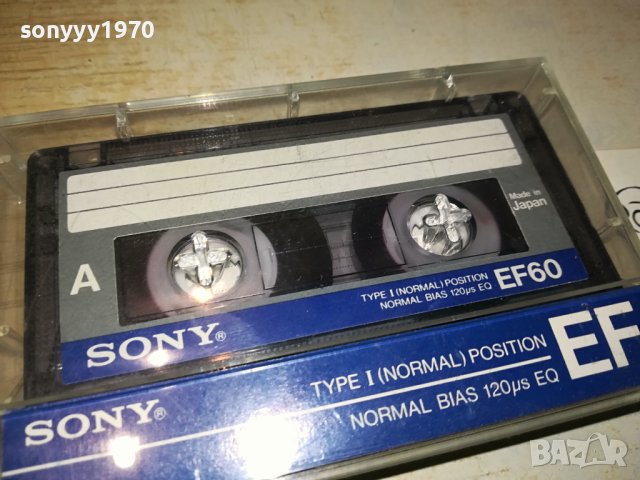 sonyyy1970
Made in
Japan
A
TYPE I (NORMAL) POSITION
NORMAL BIAS 120µs EQ
EF60
SONY®
TYPE I (NORMAL) POSITION
NORMAL BIAS 120µs EQ
EF
SONY®
BAZAR